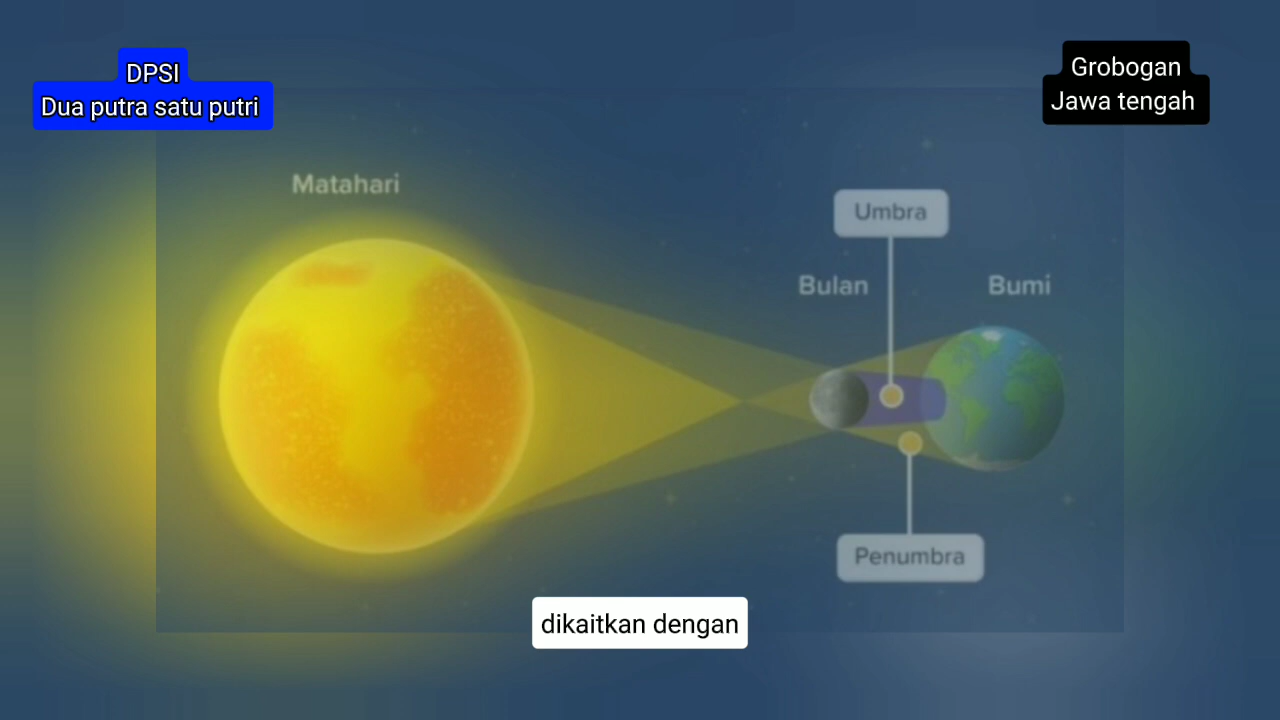 DPSI
Dua putra satu putri
Grobogan
Jawa tengah
Matahari
Umbra
Bulan
Bumi
Penumbra
dikaitkan dengan